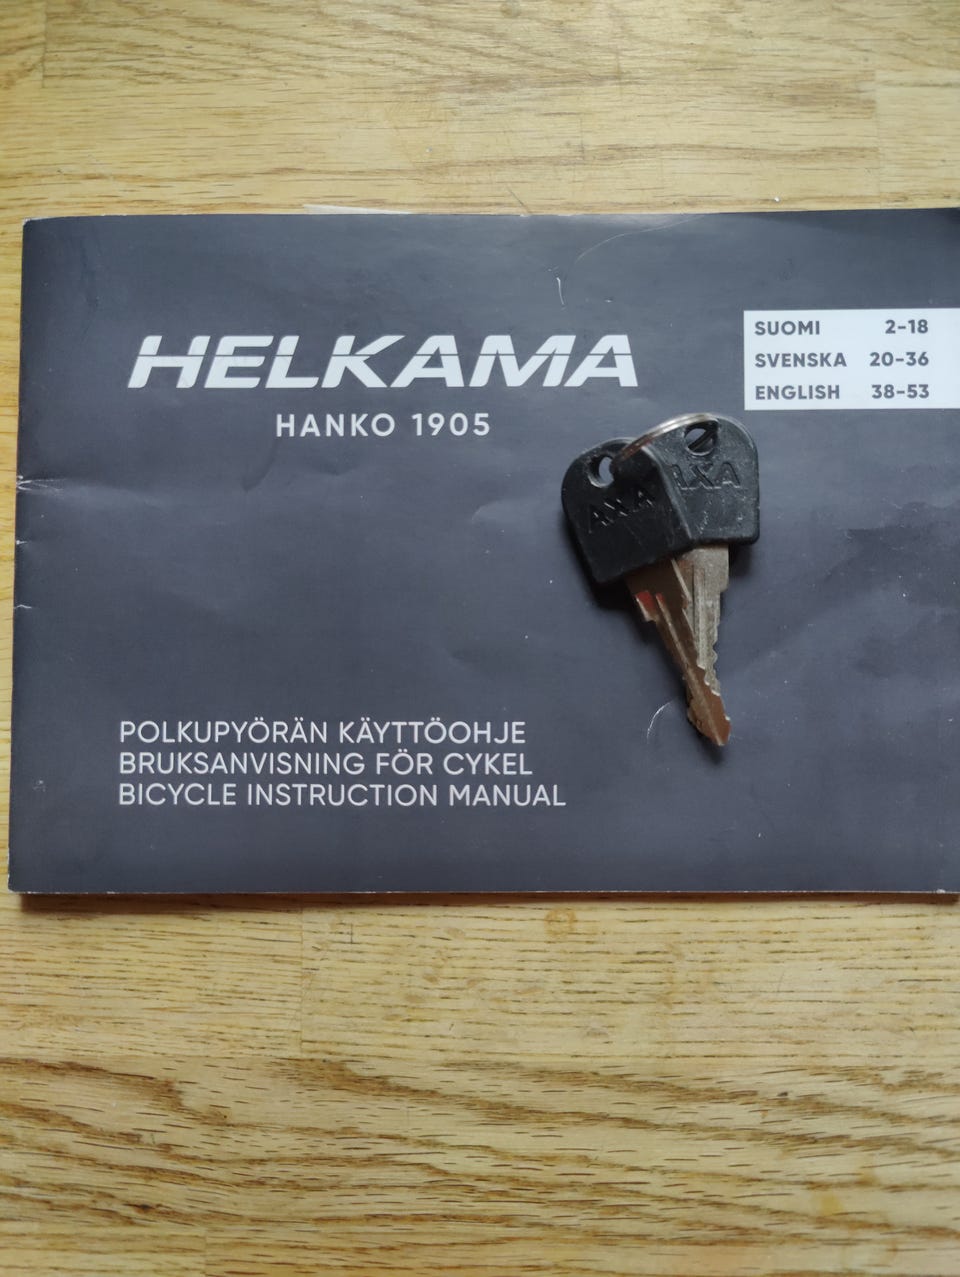 HELKAMA
HANKO 1905
SUOMI 2-18
SVENSKA 20-36
ENGLISH 38-53
AXA
AXA
POLKUPYÖRÄN KÄYTTÖOHJE
BRUKSANVISNING FÖR CYKEL
BICYCLE INSTRUCTION MANUAL